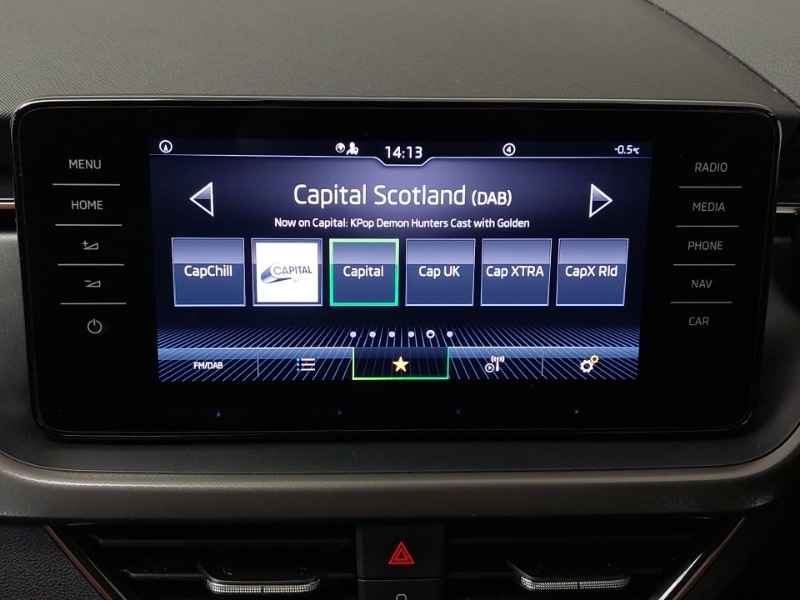 14:13
4
-0.5°C
MENU
HOME
RADIO
MEDIA
PHONE
NAV
CAR
Capital Scotland (DAB)
Now on Capital: KPop Demon Hunters Cast with Golden
CapChill
CAPITAL
Capital
Cap UK
Cap XTRA
CapX Rld
FM/DAB